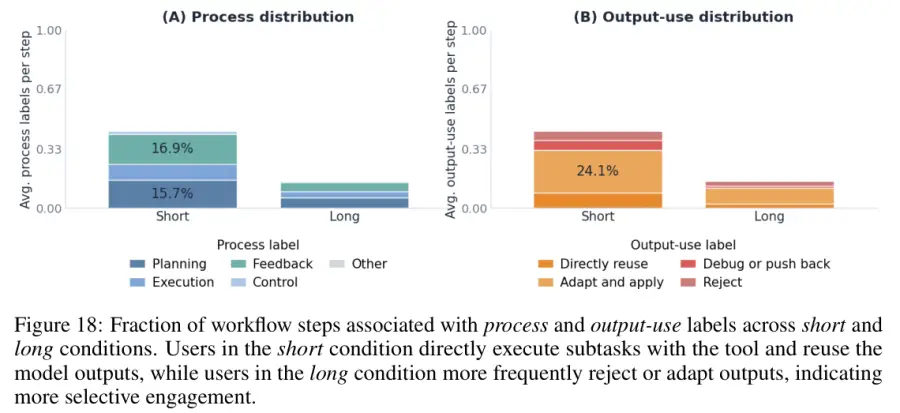 (A) Process distribution
(B) Output-use distribution
Avg. process labels per step
1.00
0.67
0.33
0.00
16.9%
15.7%
Short
Long
Avg. output-use labels per step
1.00
0.67
0.33
0.00
24.1%
Short
Long
Process label
Planning
Feedback
Other
Execution
Control
Output-use label
Directly reuse
Debug or push back
Adapt and apply
Reject
Figure 18: Fraction of workflow steps associated with process and output-use labels across short and
long conditions. Users in the short condition directly execute subtasks with the tool and reuse the
model outputs, while users in the long condition more frequently reject or adapt outputs, indicating
more selective engagement.